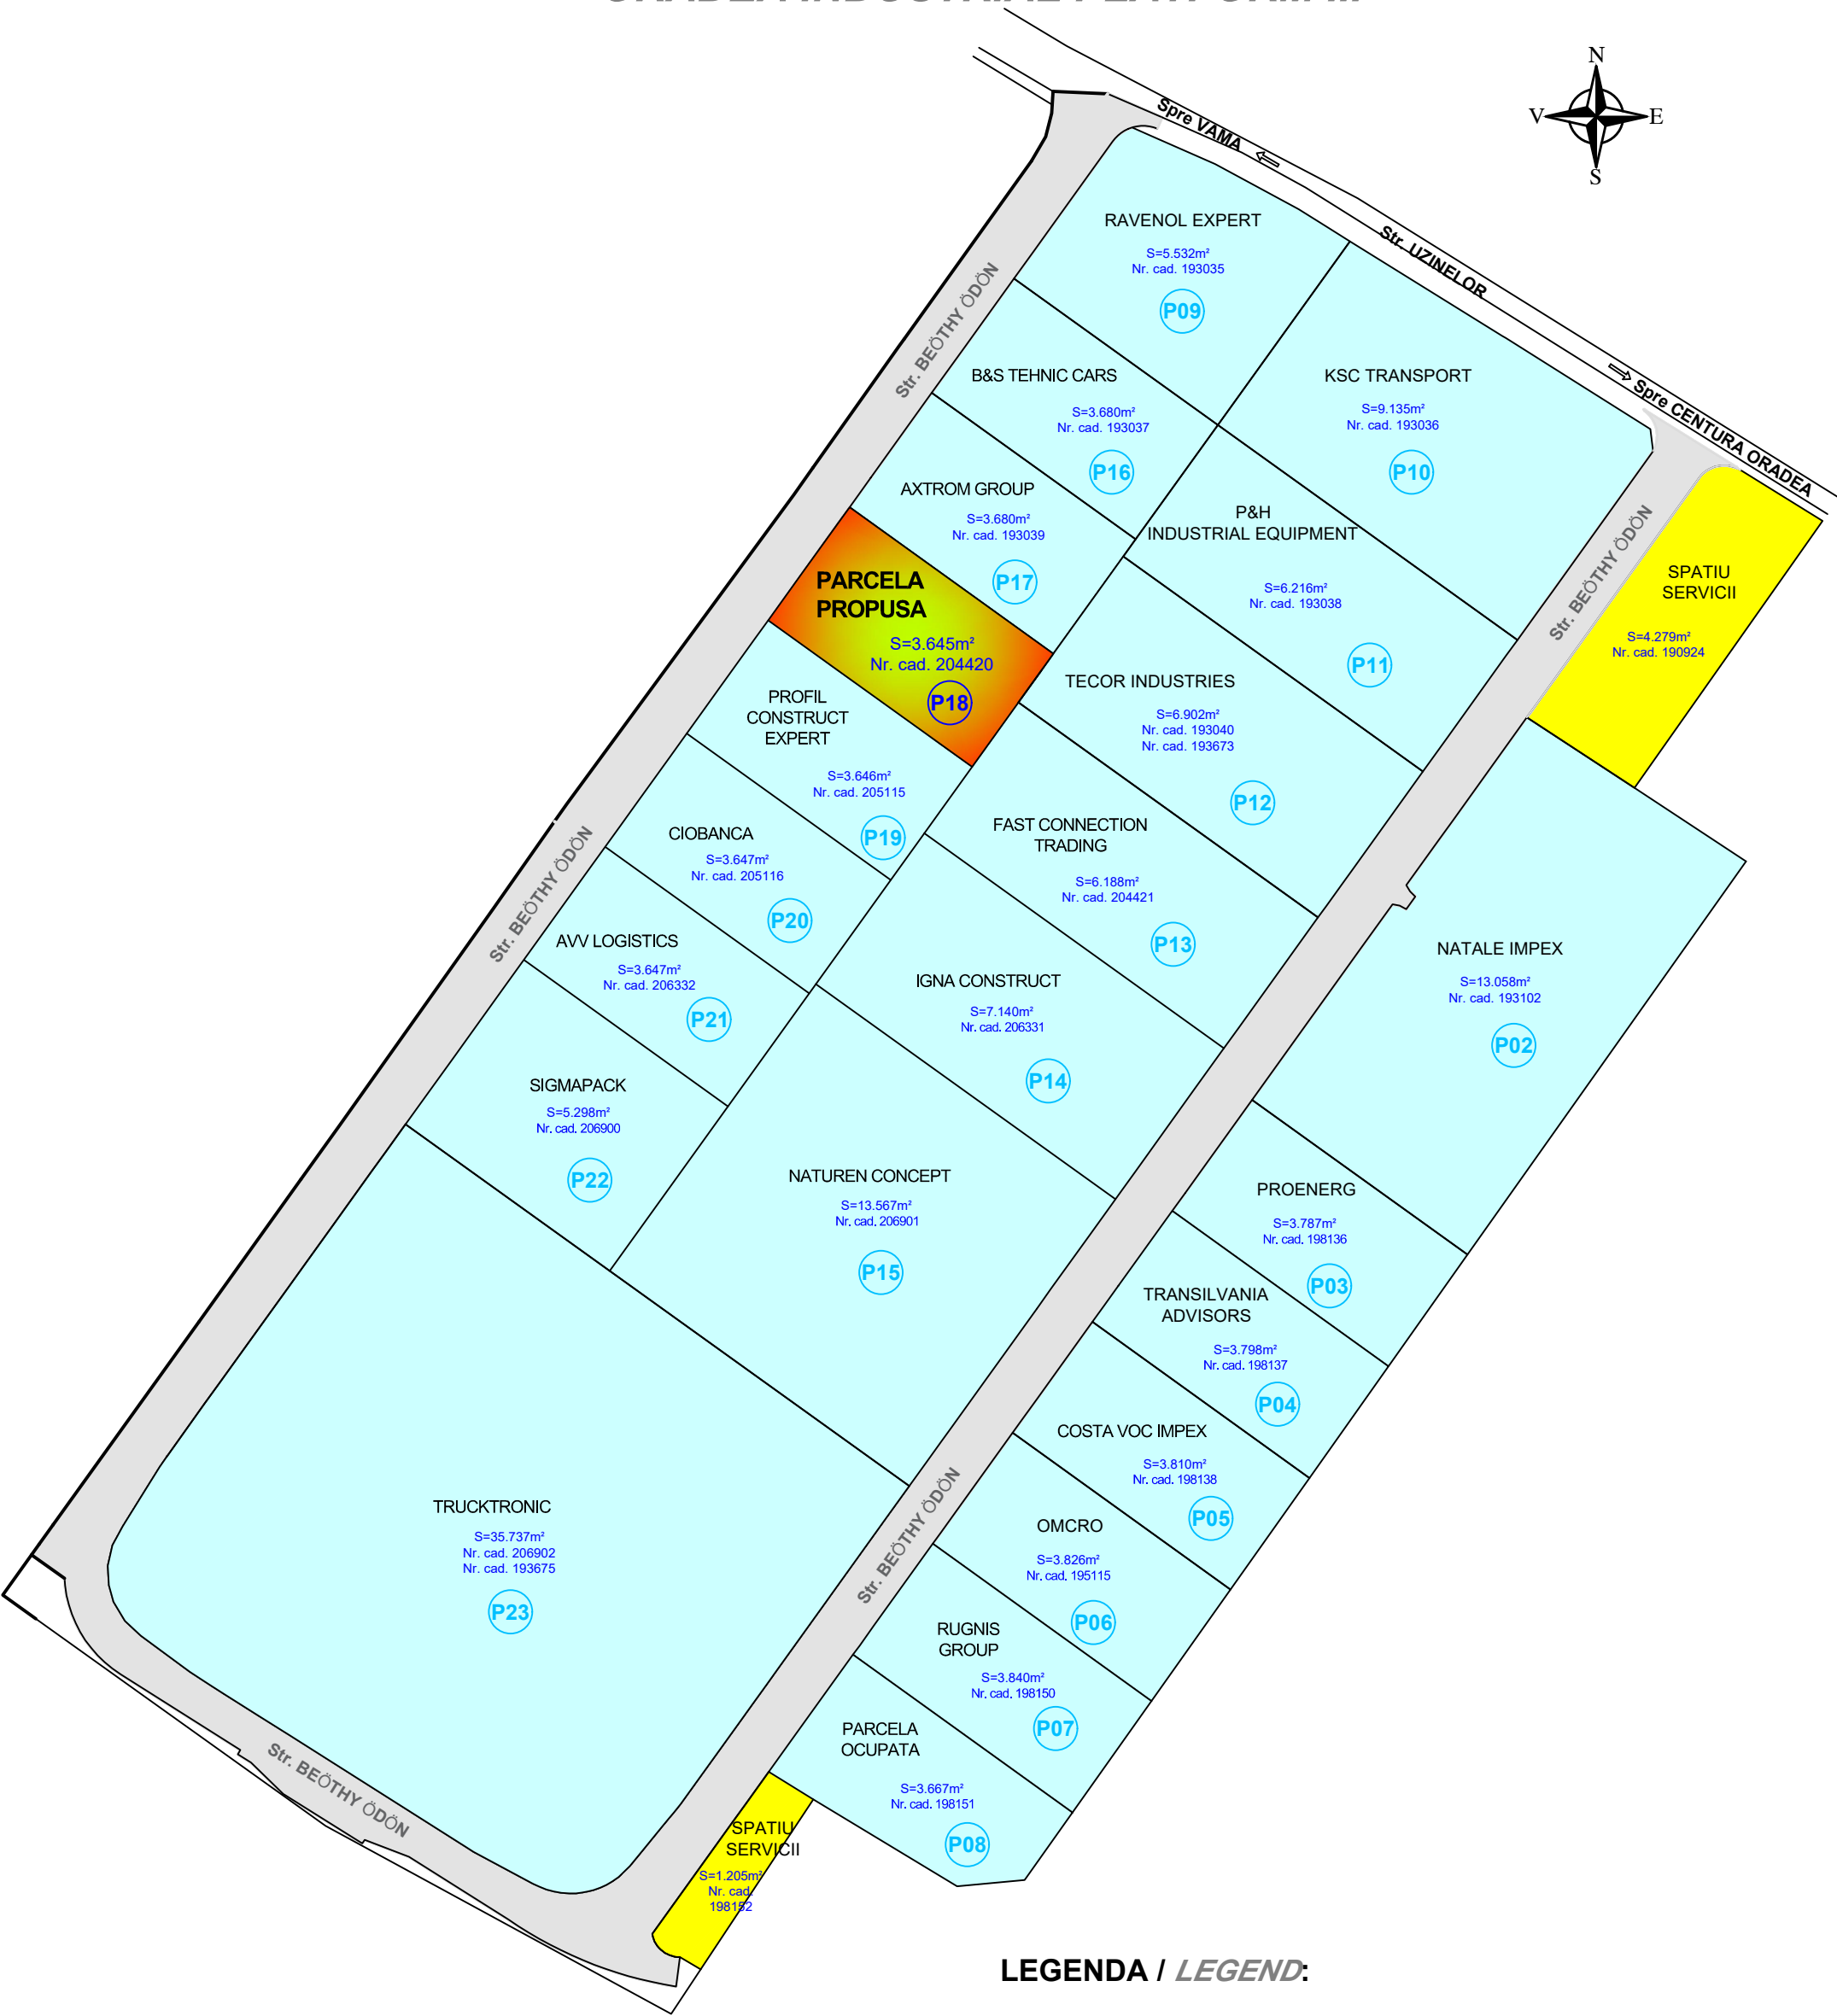 N
V
E
S
Spre VAMA
Str. UZINELOR
Spre CENTURA ORADEA
RAVENOL EXPERT
S=5.532m²
Nr. cad. 193035
P09
Str. BEÖTHY ÖDÖN
B&S TEHNIC CARS
S=3.680m²
Nr. cad. 193037
P16
KSC TRANSPORT
S=9.135m²
Nr. cad. 193036
P10
AXTROM GROUP
S=3.680m²
Nr. cad. 193039
P17
P&H
INDUSTRIAL EQUIPMENT
S=6.216m²
Nr. cad. 193038
P11
Str. BEÖTHY ÖDÖN
SPATIU
SERVICII
S=4.279m²
Nr. cad. 190924
PARCELA
PROPUSA
S=3.645m²
Nr. cad. 204420
P18
TECOR INDUSTRIES
S=6.902m²
Nr. cad. 193040
Nr. cad. 193673
P12
PROFIL
CONSTRUCT
EXPERT
S=3.646m²
Nr. cad. 205115
P19
FAST CONNECTION
TRADING
S=6.188m²
Nr. cad. 204421
P13
CIOBANCA
S=3.647m²
Nr. cad. 205116
P20
Str. BEÖTHY ÖDÖN
AVV LOGISTICS
S=3.647m²
Nr. cad. 206332
P21
IGNA CONSTRUCT
S=7.140m²
Nr. cad. 206331
P14
NATALE IMPEX
S=13.058m²
Nr. cad. 193102
P02
SIGMAPACK
S=5.298m²
Nr. cad. 206900
P22
NATUREN CONCEPT
S=13.567m²
Nr. cad. 206901
P15
PROENERG
S=3.787m²
Nr. cad. 198136
P03
TRANSILVANIA
ADVISORS
S=3.798m²
Nr. cad. 198137
P04
COSTA VOC IMPEX
S=3.810m²
Nr. cad. 198138
P05
TRUCKTRONIC
S=35.737m²
Nr. cad. 206902
Nr. cad. 193675
P23
Str. BEÖTHY ÖDÖN
OMCRO
S=3.826m²
Nr. cad. 195115
P06
RUGNIS
GROUP
S=3.840m²
Nr. cad. 198150
P07
PARCELA
OCUPATA
S=3.667m²
Nr. cad. 198151
P08
Str. BEÖTHY ÖDÖN
SPATIU
SERVICII
S=1.205m²
Nr. cad.
198152
LEGENDA / LEGEND: